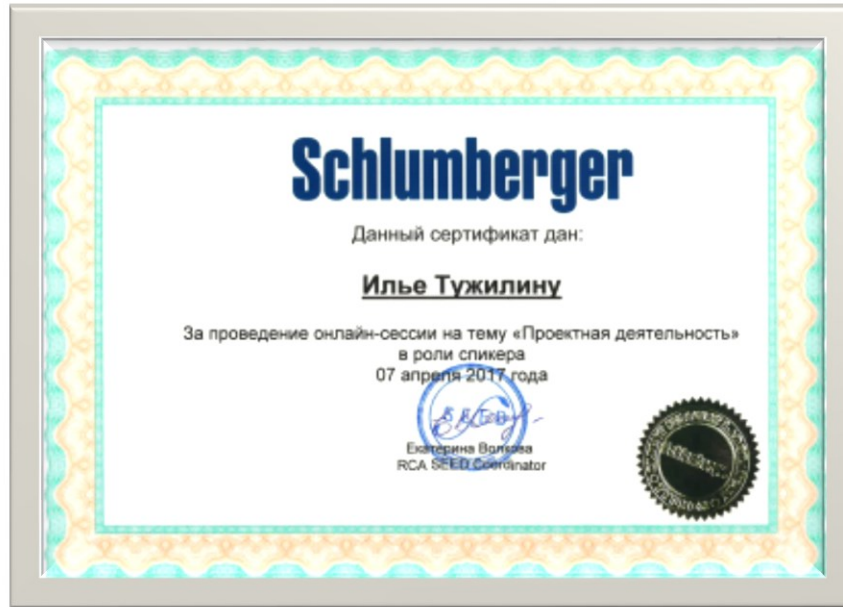 Schlumberger
Данный сертификат дан:
Илье Тужилину
За проведение онлайн-сессии на тему «Проектная деятельность»
в роли спикера
07 апреля 2017 года
Екатерина Волкова
RCA SEED Coordinator